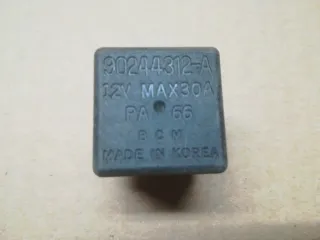 90244312-A
12V MAX30A
PA 66
B C M
MADE IN KOREA